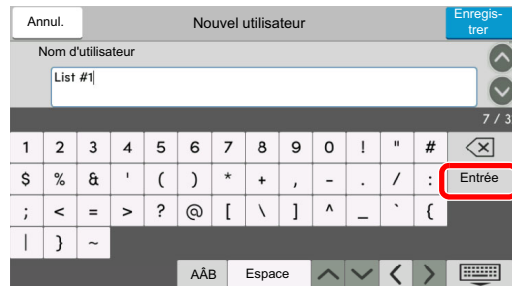 Annul.
Nouvel utilisateur
Enregis-
trer
Nom d'utilisateur
List #1
7 / 3
1 2 3 4 5 6 7 8 9 0 ! " #
$ % & ' ( ) * + , - . / : Entrée
; < = > ? @ [ \ ] ^ _ ` {
| } ~
AÂB Espace